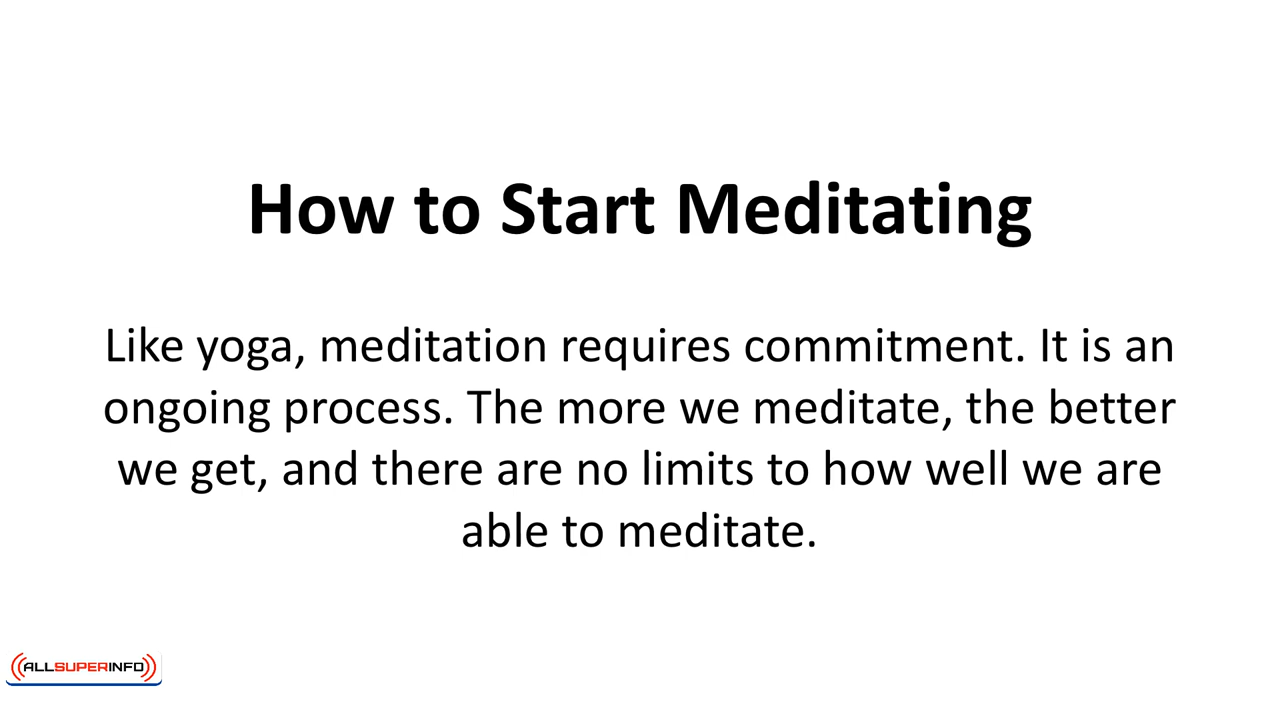 How to Start Meditating
Like yoga, meditation requires commitment. It is an
ongoing process. The more we meditate, the better
we get, and there are no limits to how well we are
able to meditate.
ALLSUPERINFO